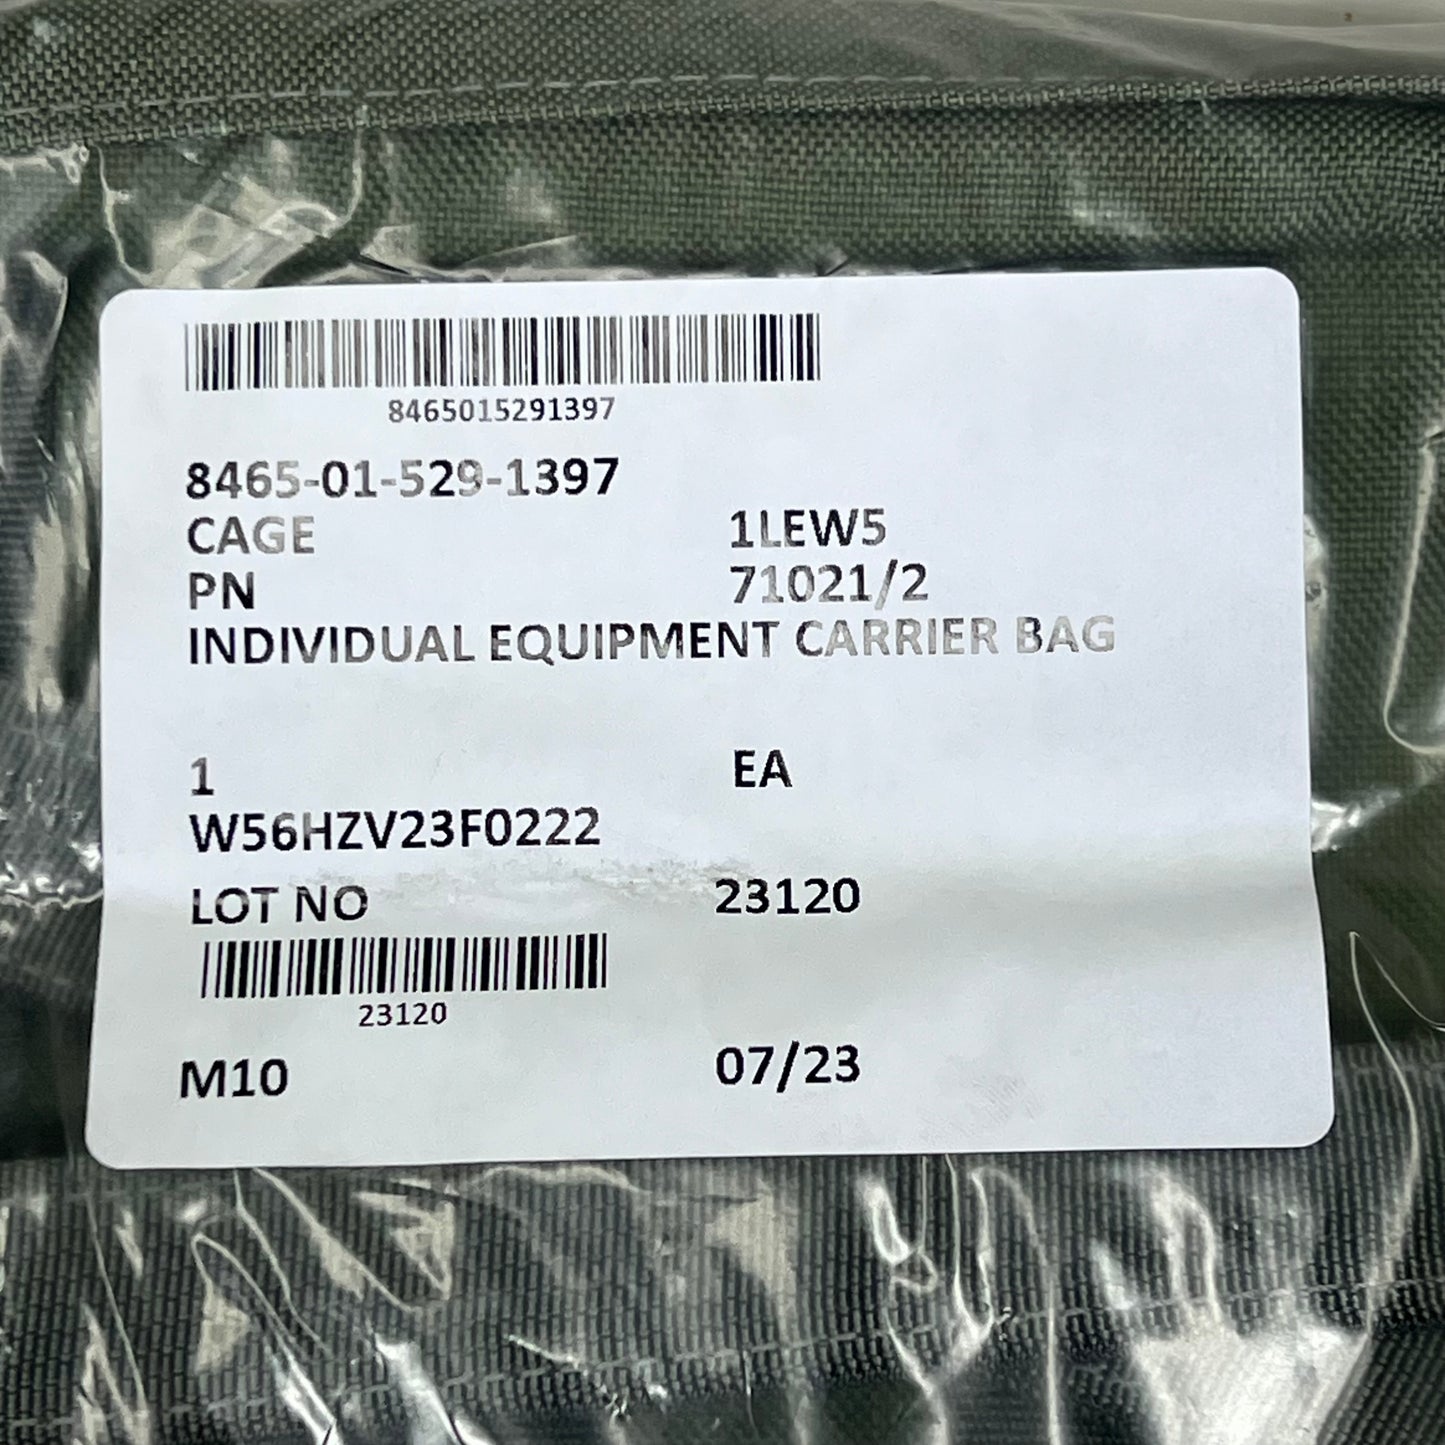 8465015291397
8465-01-529-1397
CAGE 1LEW5
PN 71021/2
INDIVIDUAL EQUIPMENT CARRIER BAG
1 EA
W56HZV23F0222
LOT NO 23120
23120
M10 07/23